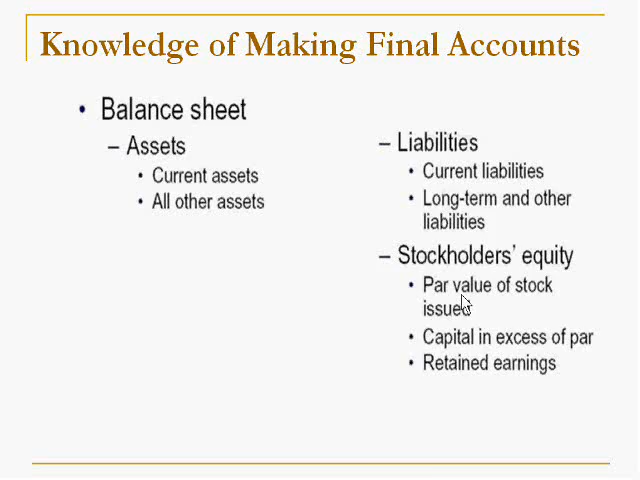 Knowledge of Making Final Accounts
• Balance sheet
– Assets
• Current assets
• All other assets
– Liabilities
• Current liabilities
• Long-term and other
liabilities
– Stockholders' equity
• Par value of stock
issued
• Capital in excess of par
• Retained earnings